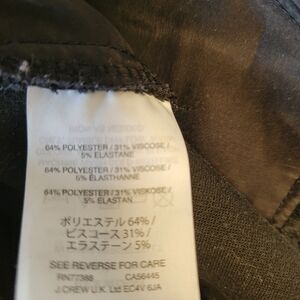 64% POLYESTER / 31% VISCOSE /
5% ELASTANE
64% POLYESTER / 31% VISCOSE /
5% ELASTHANNE
64% POLYESTER / 31% VISKOSE /
5% ELASTAN
ポリエステル 64% /
ビスコース 31% /
エラステーン 5%
SEE REVERSE FOR CARE
RN77388 CA56445
J.CREW U.K. Ltd EC4V 6JA